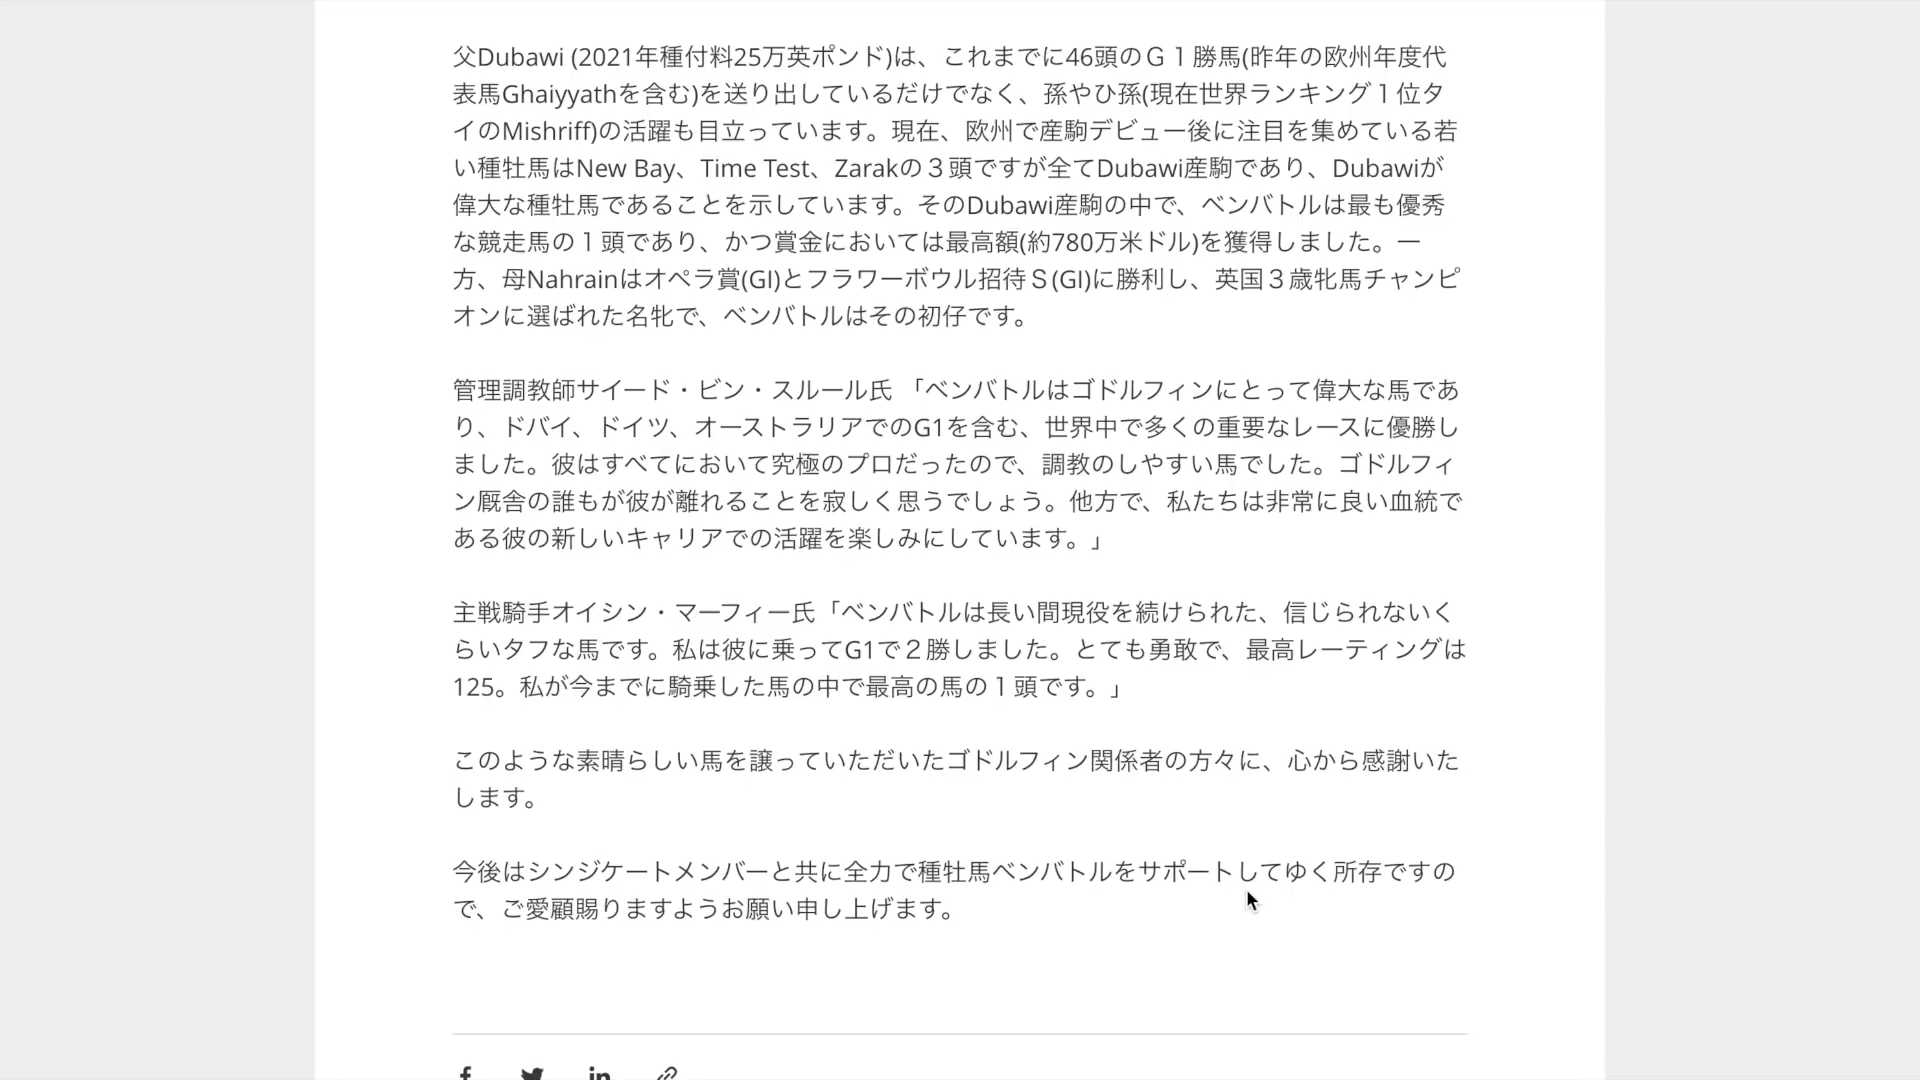 父Dubawi (2021年種付料25万英ポンド)は、これまでに46頭のＧ１勝馬(昨年の欧州年度代
表馬Ghaiyyathを含む)を送り出しているだけでなく、孫やひ孫(現在世界ランキング１位タ
イのMishriff)の活躍も目立っています。現在、欧州で産駒デビュー後に注目を集めている若
い種牡馬はNew Bay、Time Test、Zarakの３頭ですが全てDubawi産駒であり、Dubawiが
偉大な種牡馬であることを示しています。そのDubawi産駒の中で、ベンバトルは最も優秀
な競走馬の１頭であり、かつ賞金においては最高額(約780万米ドル)を獲得しました。一
方、母Nahrainはオペラ賞(GI)とフラワーボウル招待Ｓ(GI)に勝利し、英国３歳牝馬チャンピ
オンに選ばれた名牝で、ベンバトルはその初仔です。
管理調教師サイード・ビン・スルール氏 「ベンバトルはゴドルフィンにとって偉大な馬であ
り、ドバイ、ドイツ、オーストラリアでのG1を含む、世界中で多くの重要なレースに優勝し
ました。彼はすべてにおいて究極のプロだったので、調教のしやすい馬でした。ゴドルフィ
ン厩舎の誰もが彼が離れることを寂しく思うでしょう。他方で、私たちは非常に良い血統で
ある彼の新しいキャリアでの活躍を楽しみにしています。」
主戦騎手オイシン・マーフィー氏「ベンバトルは長い間現役を続けられた、信じられないく
らいタフな馬です。私は彼に乗ってG1で２勝しました。とても勇敢で、最高レーティングは
125。私が今までに騎乗した馬の中で最高の馬の１頭です。」
このような素晴らしい馬を譲っていただいたゴドルフィン関係者の方々に、心から感謝いた
します。
今後はシンジケートメンバーと共に全力で種牡馬ベンバトルをサポートしてゆく所存ですの
で、ご愛顧賜りますようお願い申し上げます。